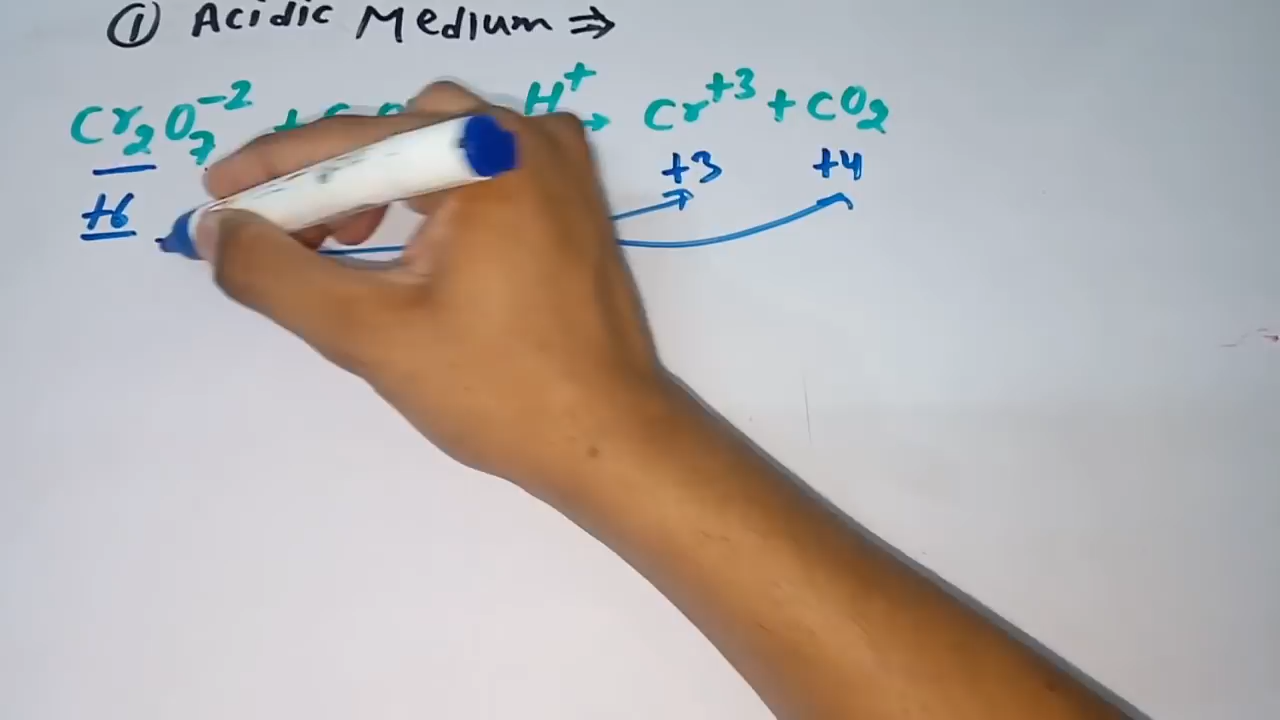 ① Acidic Medium ⇒
Cr₂O₇⁻² + H⁺ → Cr⁺³ + CO₂
+6 +3 +4